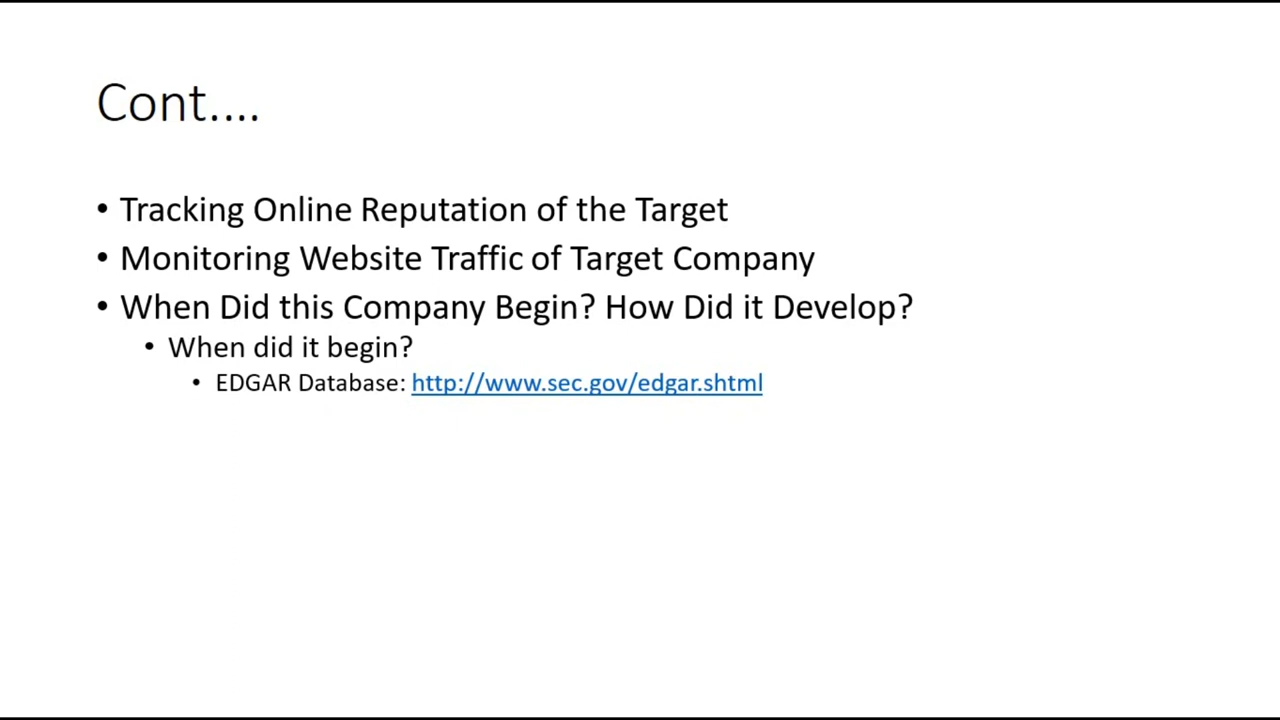 Cont....
• Tracking Online Reputation of the Target
• Monitoring Website Traffic of Target Company
• When Did this Company Begin? How Did it Develop?
• When did it begin?
• EDGAR Database: http://www.sec.gov/edgar.shtml